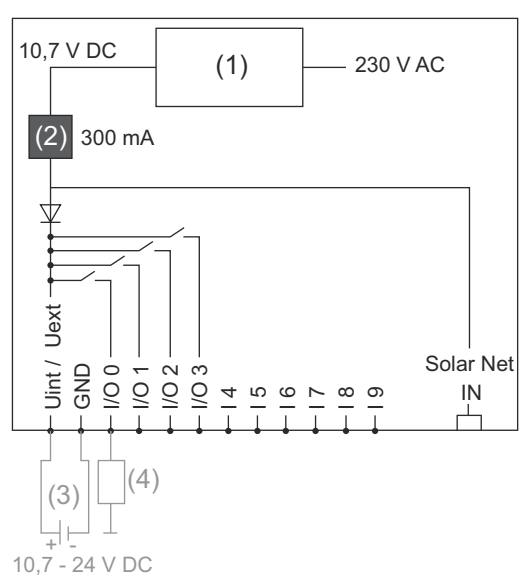 10,7 V DC
(1)
230 V AC
(2)
300 mA
Uint / Uext
GND
I/O 0
I/O 1
I/O 2
I/O 3
I 4
I 5
I 6
I 7
I 8
I 9
Solar Net
IN
(3)
(4)
+ -
10,7 - 24 V DC